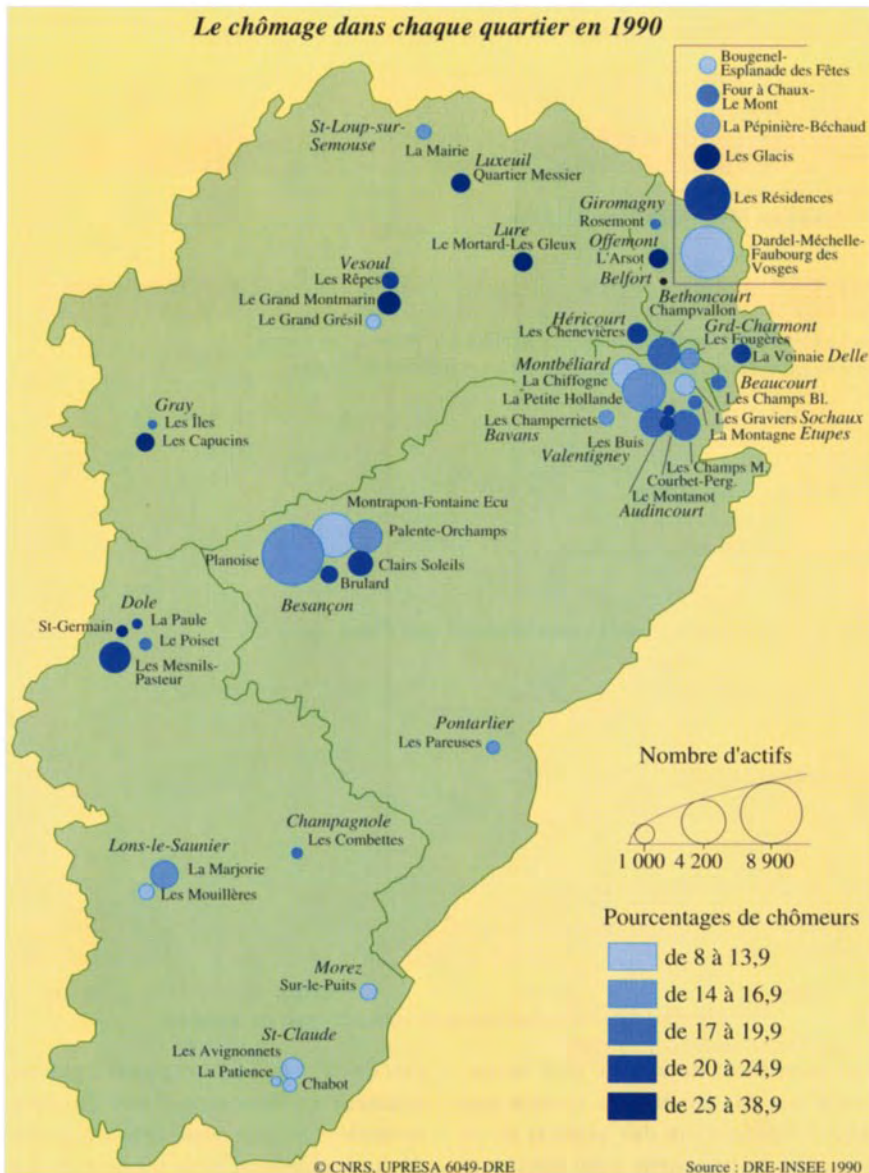 Le chômage dans chaque quartier en 1990
Bougenel-
Esplanade des Fêtes
Four à Chaux-
Le Mont
La Pépinière-Béchaud
Les Glacis
Les Résidences
Dardel-Méchelle-
Faubourg des
Vosges
St-Loup-sur-
Semouse
La Mairie
Luxeuil
Quartier Messier
Giromagny
Rosemont
Lure
Le Mortard-Les Gleux
Offemont
L'Arsot
Belfort
Vesoul
Les Rêpes
Le Grand Montmarin
Le Grand Grésil
Bethoncourt
Champvallon
Héricourt
Les Chenevières
Grd-Charmont
Les Fougères
La Voinaie Delle
Montbéliard
La Chiffogne
La Petite Hollande
Beaucourt
Les Champs Bl.
Les Graviers Sochaux
La Montagne Etupes
Les Champerriets
Bavans
Les Buis
Valentigney
Les Champs M.
Courbet-Perg.
Le Montanot
Audincourt
Gray
Les Îles
Les Capucins
Montrapon-Fontaine Ecu
Palente-Orchamps
Planoise
Clairs Soleils
Brulard
Besançon
Dole
La Paule
St-Germain
Le Poiset
Les Mesnils-
Pasteur
Pontarlier
Les Pareuses
Champagnole
Les Combettes
Lons-le-Saunier
La Marjorie
Les Mouillères
Morez
Sur-le-Puits
St-Claude
Les Avignonnets
La Patience
Chabot
Nombre d'actifs
1 000 4 200 8 900
Pourcentages de chômeurs
de 8 à 13,9
de 14 à 16,9
de 17 à 19,9
de 20 à 24,9
de 25 à 38,9
© CNRS, UPRESA 6049-DRE
Source : DRE-INSEE 1990